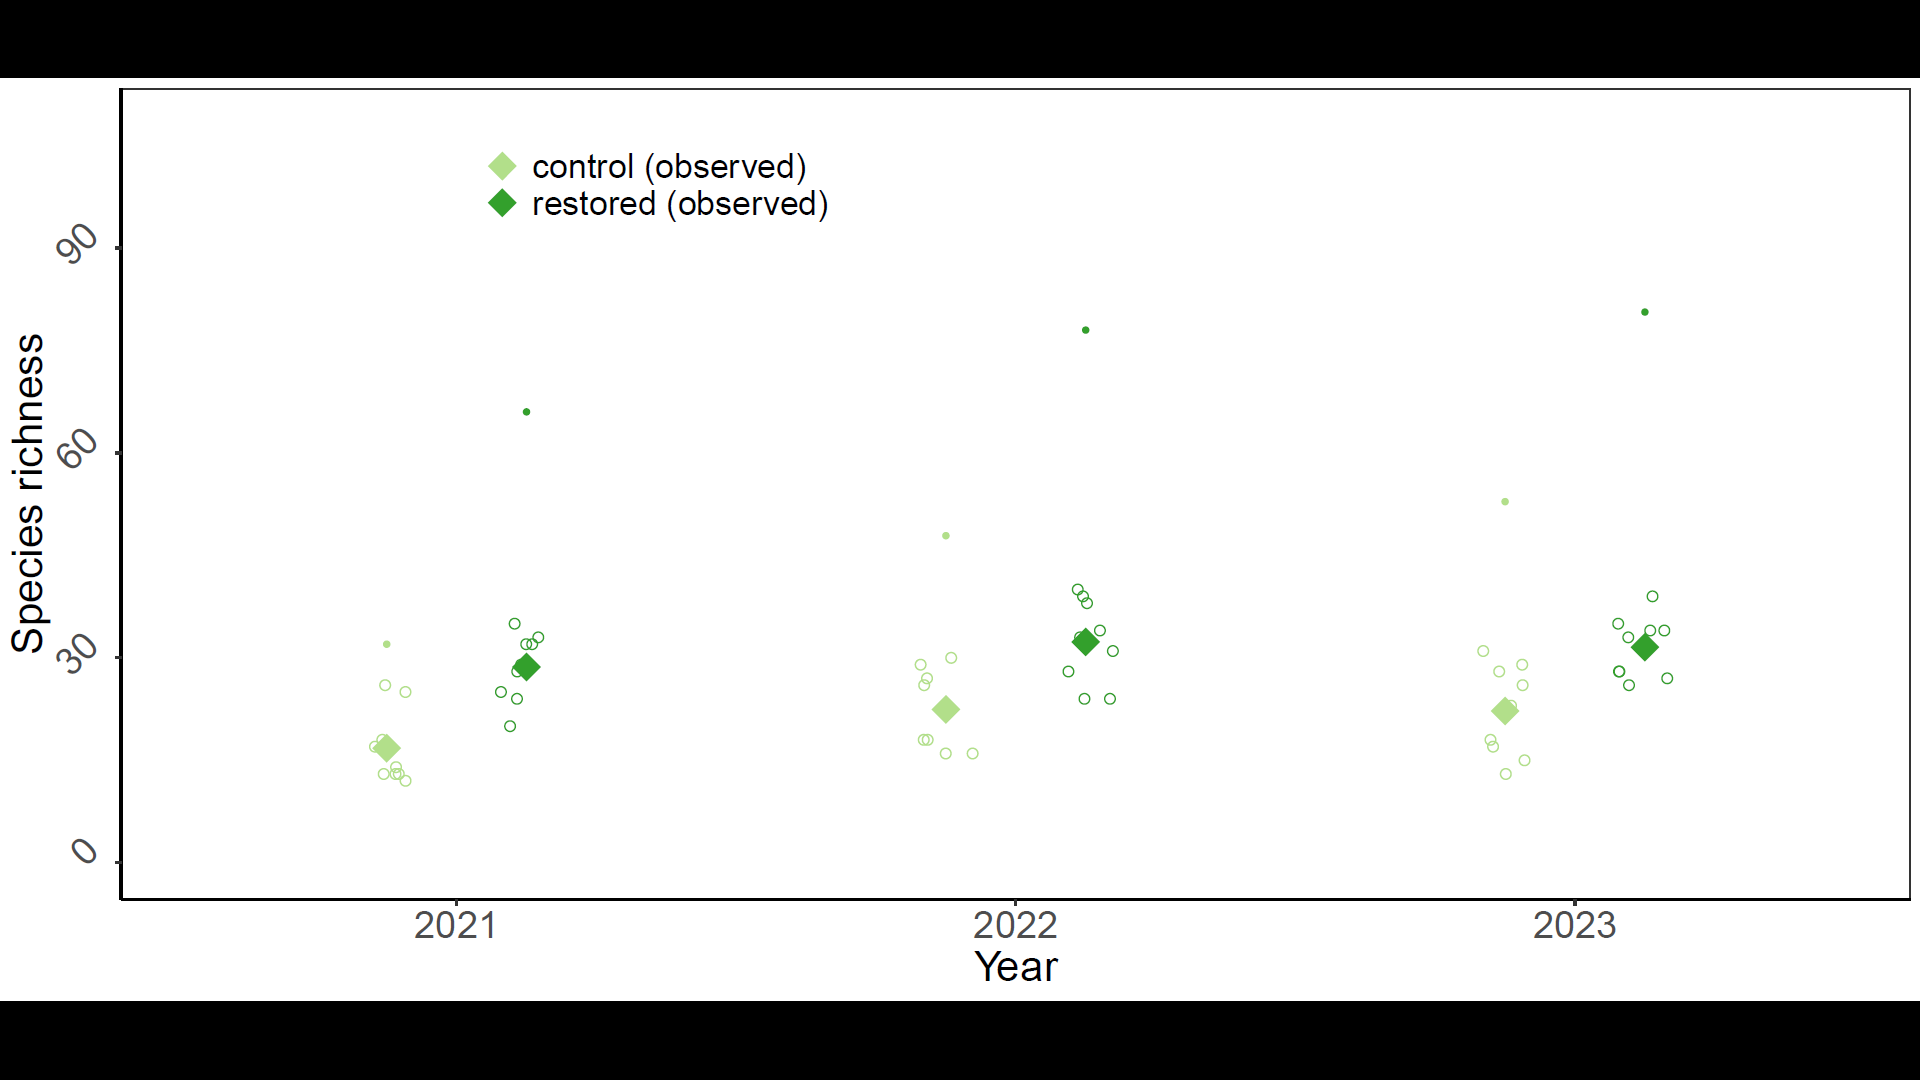 control (observed)
restored (observed)
90
60
30
0
Species richness
2021 2022 2023
Year